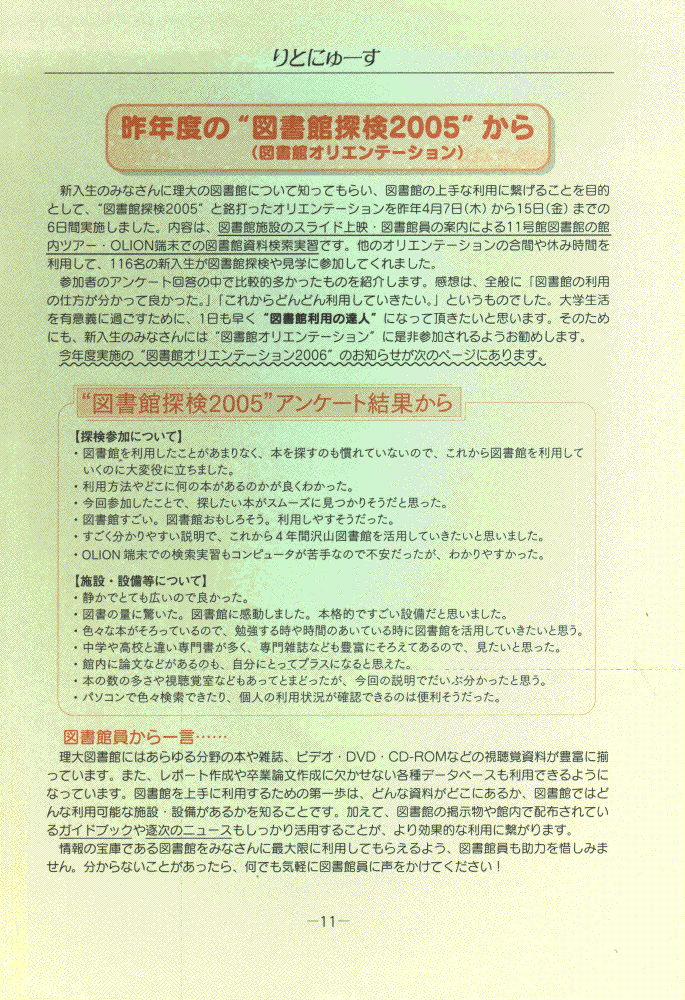 りとにゅーす
昨年度の“図書館探検2005”から
（図書館オリエンテーション）
新入生のみなさんに理大の図書館について知ってもらい、図書館の上手な利用に繋げることを目的
として、“図書館探検2005”と銘打ったオリエンテーションを昨年4月7日(木)から15日(金)までの
6日間実施しました。内容は、図書館施設のスライド上映・図書館員の案内による11号館図書館の館
内ツアー・OLION端末での図書館資料検索実習です。他のオリエンテーションの合間や休み時間を
利用して、116名の新入生が図書館探検や見学に参加してくれました。
参加者のアンケート回答の中で比較的多かったものを紹介します。感想は、全般に「図書館の利用
の仕方が分かって良かった。」「これからどんどん利用していきたい。」というものでした。大学生活
を有意義に過ごすために、1日も早く“図書館利用の達人”になって頂きたいと思います。そのため
にも、新入生のみなさんには“図書館オリエンテーション”に是非参加されるようお勧めします。
今年度実施の“図書館オリエンテーション2006”のお知らせが次のページにあります。
“図書館探検2005”アンケート結果から
【探検参加について】
・図書館を利用したことがあまりなく、本を探すのも慣れていないので、これから図書館を利用して
いくのに大変役に立ちました。
・利用方法やどこに何の本があるのかが良くわかった。
・今回参加したことで、探したい本がスムーズに見つかりそうだと思った。
・図書館すごい。図書館おもしろそう。利用しやすそうだった。
・すごく分かりやすい説明で、これから４年間沢山図書館を活用していきたいと思いました。
・OLION 端末での検索実習もコンピュータが苦手なので不安だったが、わかりやすかった。
【施設・設備等について】
・静かでとても広いので良かった。
・図書の量に驚いた。図書館に感動しました。本格的ですごい設備だと思いました。
・色々な本がそろっているので、勉強する時や時間のあいている時に図書館を活用していきたいと思う。
・中学や高校と違い専門書が多く、専門雑誌なども豊富にそろえてあるので、見たいと思った。
・館内に論文などがあるのも、自分にとってプラスになると思えた。
・本の数の多さや視聴覚室などもあってとまどったが、今回の説明でだいぶ分かったと思う。
・パソコンで色々検索できたり、個人の利用状況が確認できるのは便利そうだった。
図書館員から一言……
理大図書館にはあらゆる分野の本や雑誌、ビデオ・DVD・CD-ROMなどの視聴覚資料が豊富に揃
っています。また、レポート作成や卒業論文作成に欠かせない各種データベースも利用できるように
なっています。図書館を上手に利用するための第一歩は、どんな資料がどこにあるか、図書館ではど
んな利用可能な施設・設備があるかを知ることです。加えて、図書館の掲示物や館内で配布されてい
るガイドブックや逐次のニュースもしっかり活用することが、より効果的な利用に繋がります。
情報の宝庫である図書館をみなさんに最大限に利用してもらえるよう、図書館員も助力を惜しみま
せん。分からないことがあったら、何でも気軽に図書館員に声をかけてください！
—11—